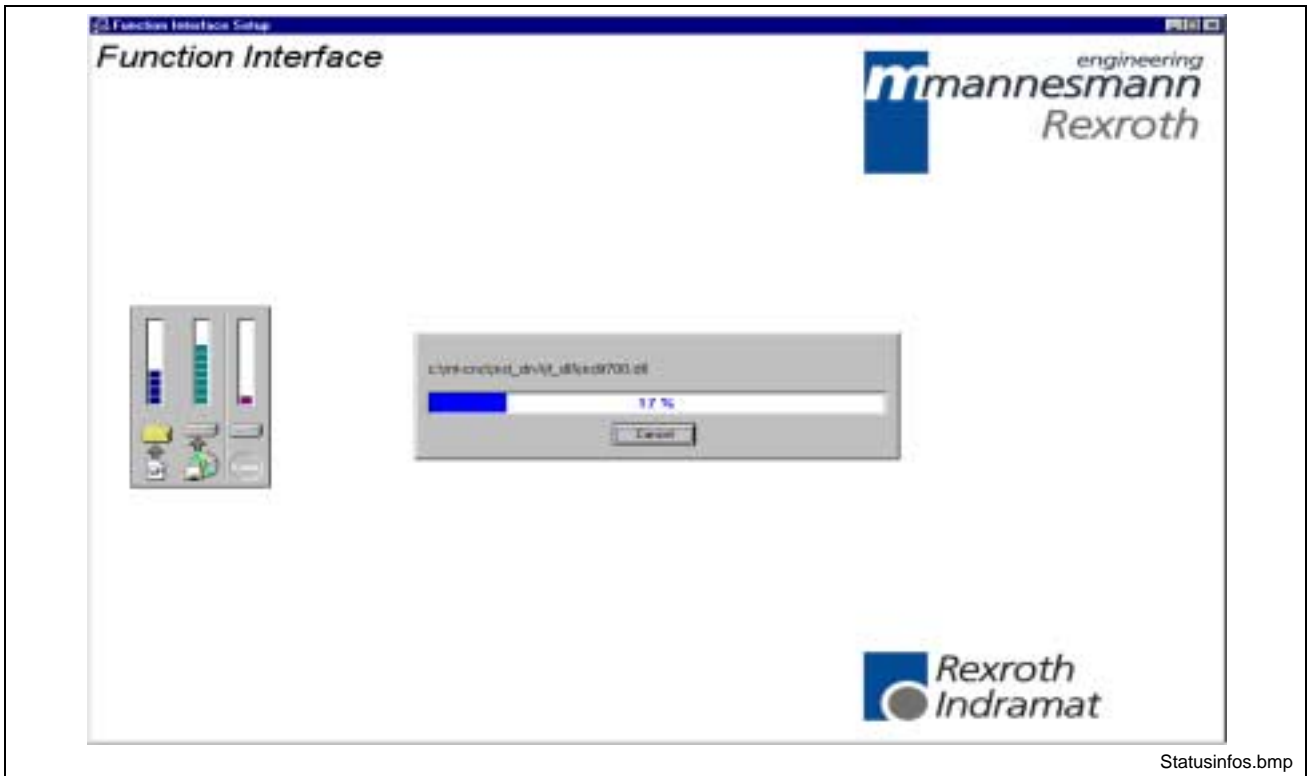 Function Interface Setup
Function Interface
engineering
mannesmann
Rexroth
17 %
Cancel
Rexroth
Indramat
Statusinfos.bmp